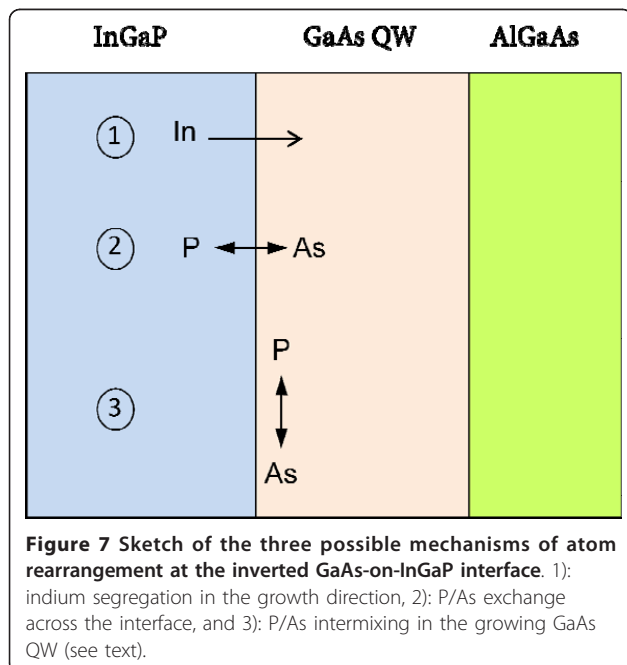 InGaP GaAs QW AlGaAs
1 In
2 P As
P
3
As
Figure 7 Sketch of the three possible mechanisms of atom
rearrangement at the inverted GaAs-on-InGaP interface. 1):
indium segregation in the growth direction, 2): P/As exchange
across the interface, and 3): P/As intermixing in the growing GaAs
QW (see text).